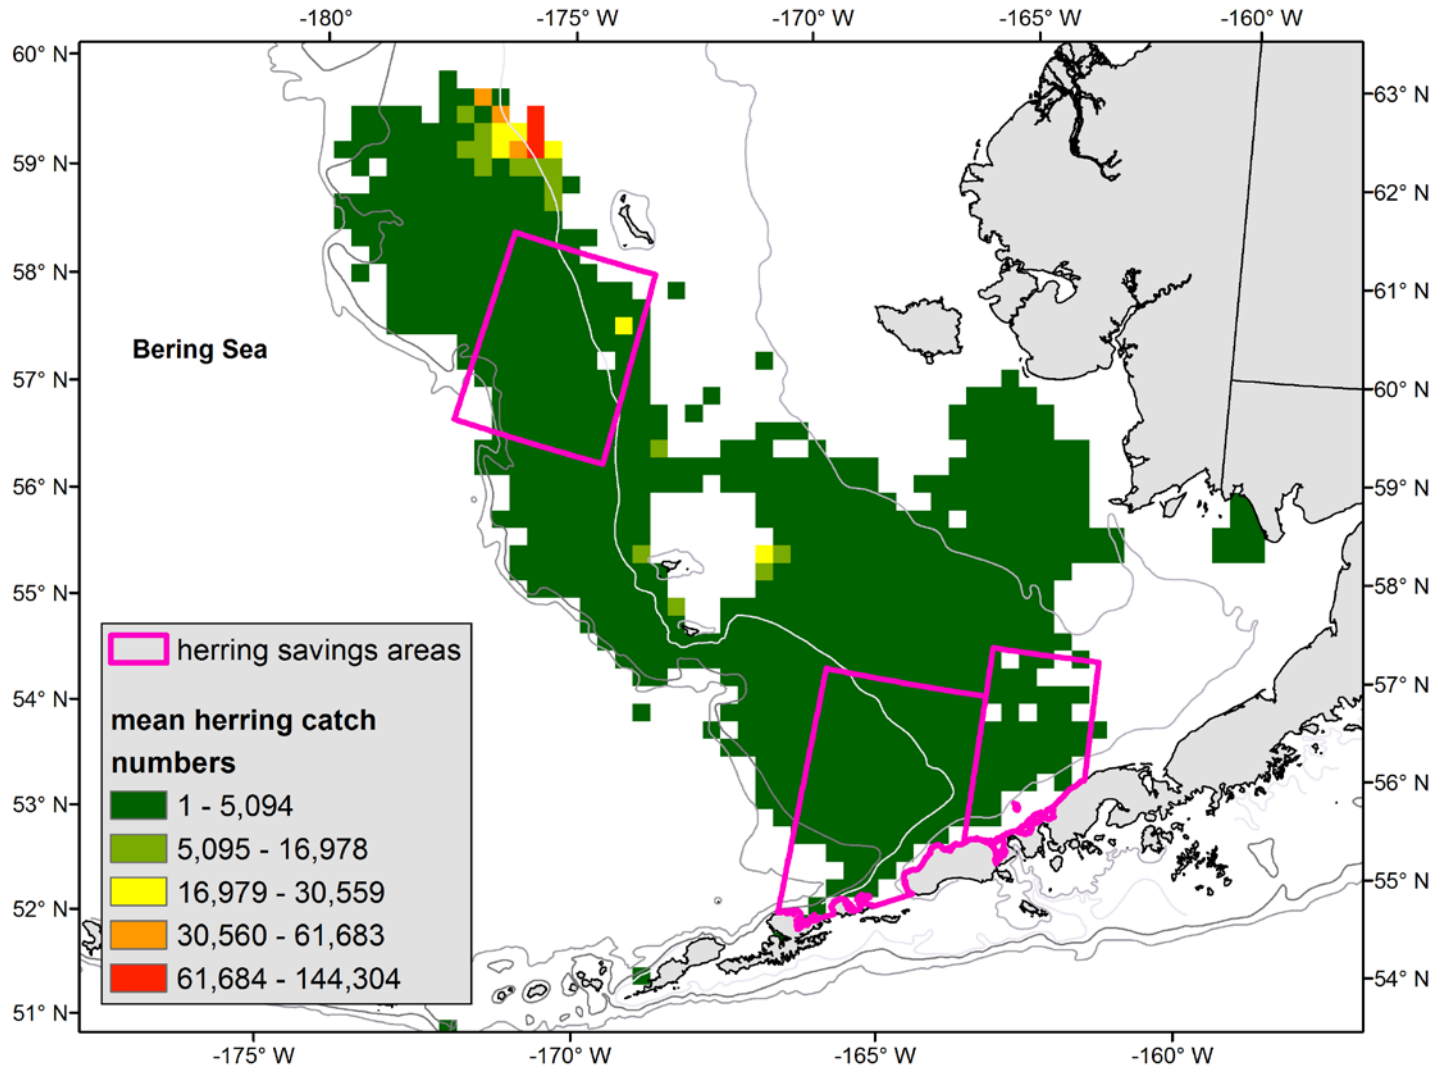 -180° -175° W -170° W -165° W -160° W
60° N
63° N
59° N
62° N
58° N
61° N
Bering Sea
57° N
60° N
56° N
59° N
55° N
58° N
herring savings areas
54° N
57° N
mean herring catch
numbers
1 - 5,094
53° N
56° N
5,095 - 16,978
16,979 - 30,559
52° N
55° N
30,560 - 61,683
61,684 - 144,304
54° N
51° N
-175° W -170° W -165° W -160° W